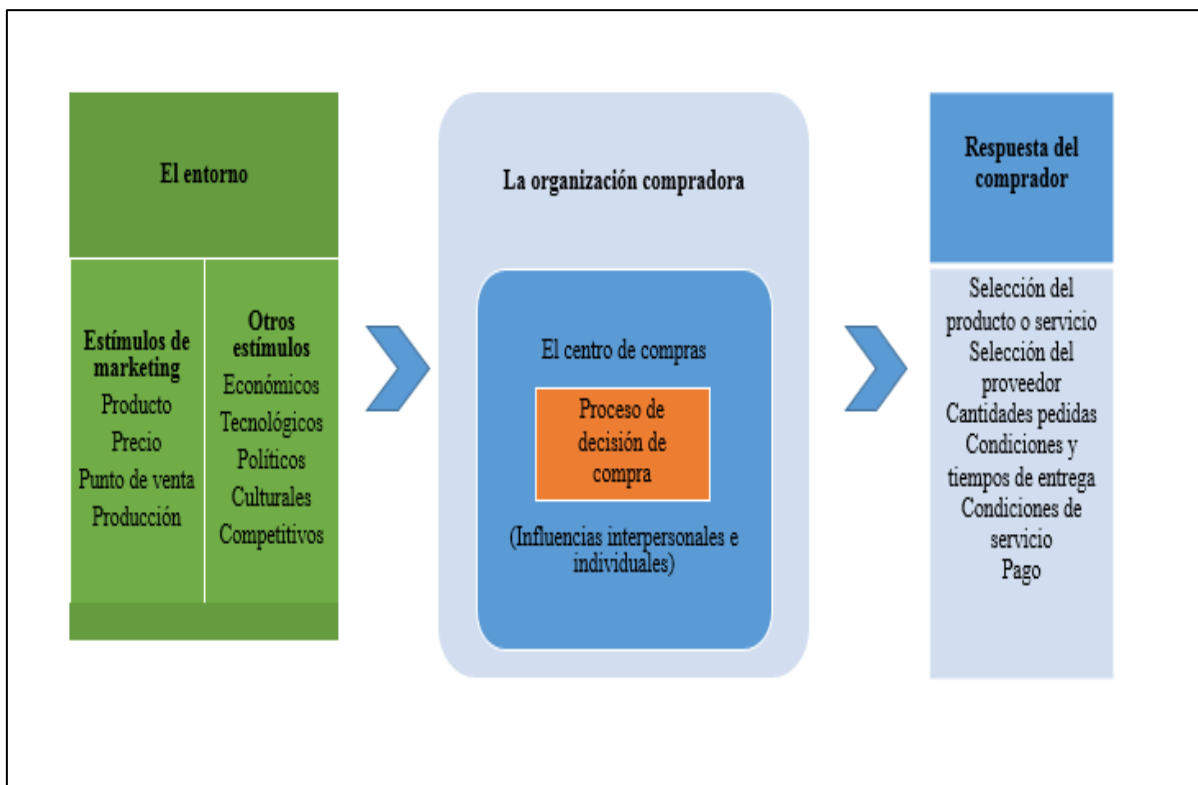 El entorno
Estímulos de
marketing
Producto
Precio
Punto de venta
Producción
Otros
estímulos
Económicos
Tecnológicos
Políticos
Culturales
Competitivos
La organización compradora
El centro de compras
Proceso de
decisión de
compra
(Influencias interpersonales e
individuales)
Respuesta del
comprador
Selección del
producto o servicio
Selección del
proveedor
Cantidades pedidas
Condiciones y
tiempos de entrega
Condiciones de
servicio
Pago